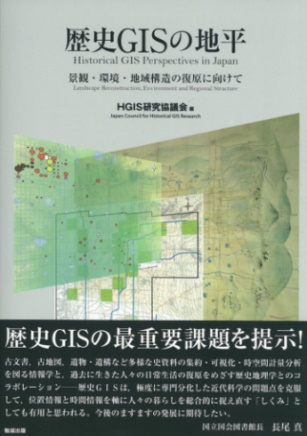 歴史GISの地平
Historical GIS Perspectives in Japan
景観・環境・地域構造の復原に向けて
Landscape Reconstruction, Environment and Regional Structure
HGIS研究協議会 編
Japan Council for Historical GIS Research
歴史GISの最重要課題を提示!
古文書、古地図、遺物・遺構など多様な史資料の集約・可視化・時空間計量分析
を図る情報学と、過去に生きた人々の日常生活の復原をめざす歴史地理学とのコ
ラボレーション──歴史GISは、極度に専門分化した近代科学の問題点を克服
して、位置情報と時間情報を軸に人々の暮らしを総合的に捉え直す「しくみ」と
しても有用と思われる。今後のますますの発展に期待したい。
国立国会図書館長 長尾 真
勉誠出版